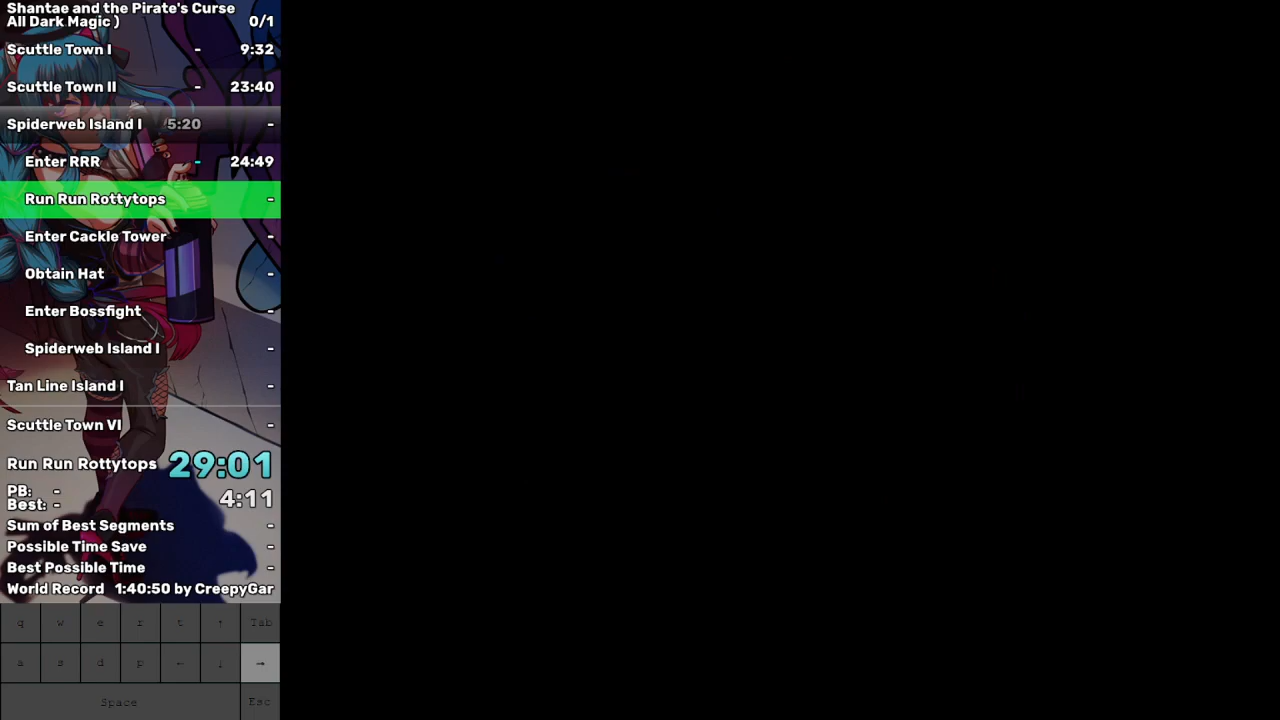 Shantae and the Pirate's Curse
All Dark Magic ) 0/1
Scuttle Town I - 9:32
Scuttle Town II - 23:40
Spiderweb Island I 5:20 -
Enter RRR - 24:49
Run Run Rottytops -
Enter Cackle Tower -
Obtain Hat -
Enter Bossfight -
Spiderweb Island I -
Tan Line Island I -
Scuttle Town VI -
Run Run Rottytops 29:01
PB: -
Best: - 4:11
Sum of Best Segments -
Possible Time Save -
Best Possible Time -
World Record 1:40:50 by CreepyGar
q w e r t ↑ Tab
a s d p ← ↓ →
Space Esc